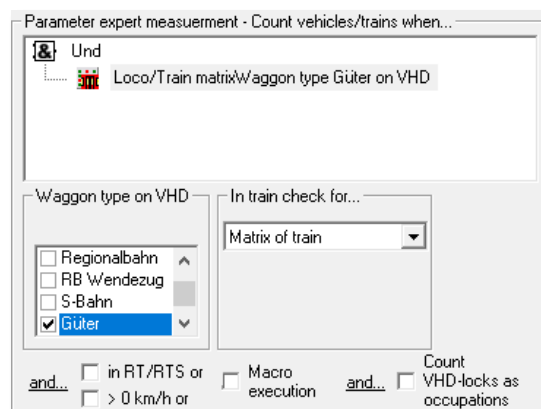 Parameter expert measuerment - Count vehicles/trains when...
& Und
Loco/Train matrixWaggon type Güter on VHD
Waggon type on VHD
Regionalbahn
RB Wendezug
S-Bahn
Güter
In train check for...
Matrix of train
and...
in RT/RTS or
> 0 km/h or
Macro
execution
and...
Count
VHD-locks as
occupations